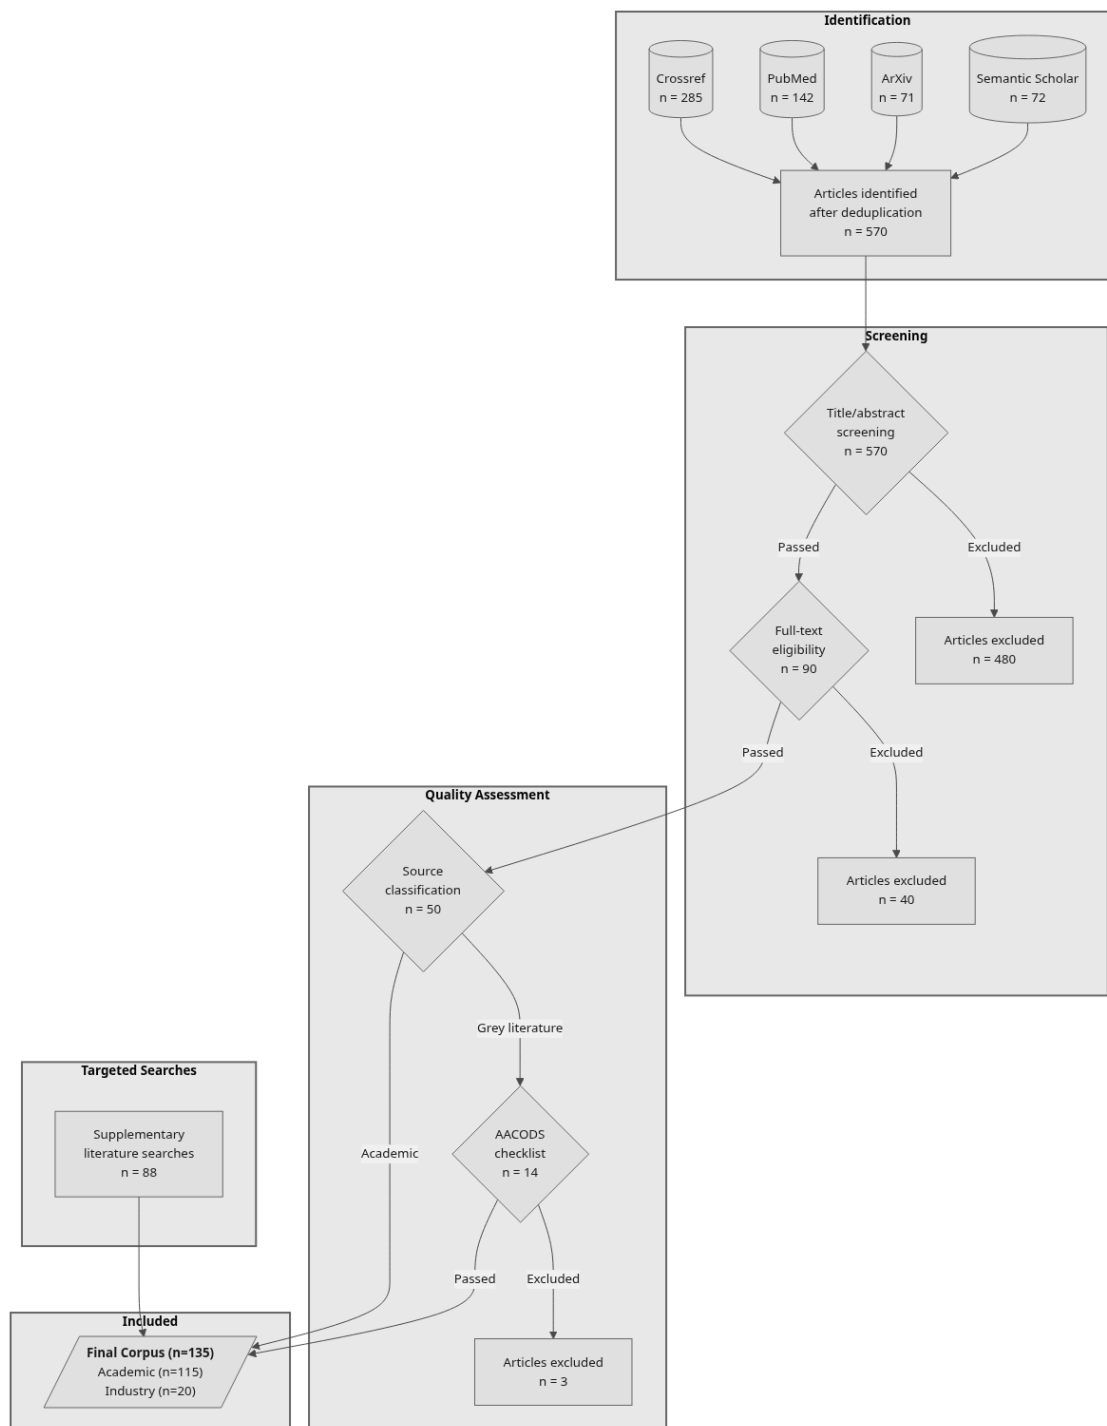 Identification
Crossref
n = 285
PubMed
n = 142
ArXiv
n = 71
Semantic Scholar
n = 72
Articles identified
after deduplication
n = 570
Screening
Title/abstract
screening
n = 570
Passed
Excluded
Full-text
eligibility
n = 90
Articles excluded
n = 480
Passed
Excluded
Articles excluded
n = 40
Quality Assessment
Source
classification
n = 50
Grey literature
Academic
AACODS
checklist
n = 14
Passed
Excluded
Articles excluded
n = 3
Targeted Searches
Supplementary
literature searches
n = 88
Included
Final Corpus (n=135)
Academic (n=115)
Industry (n=20)